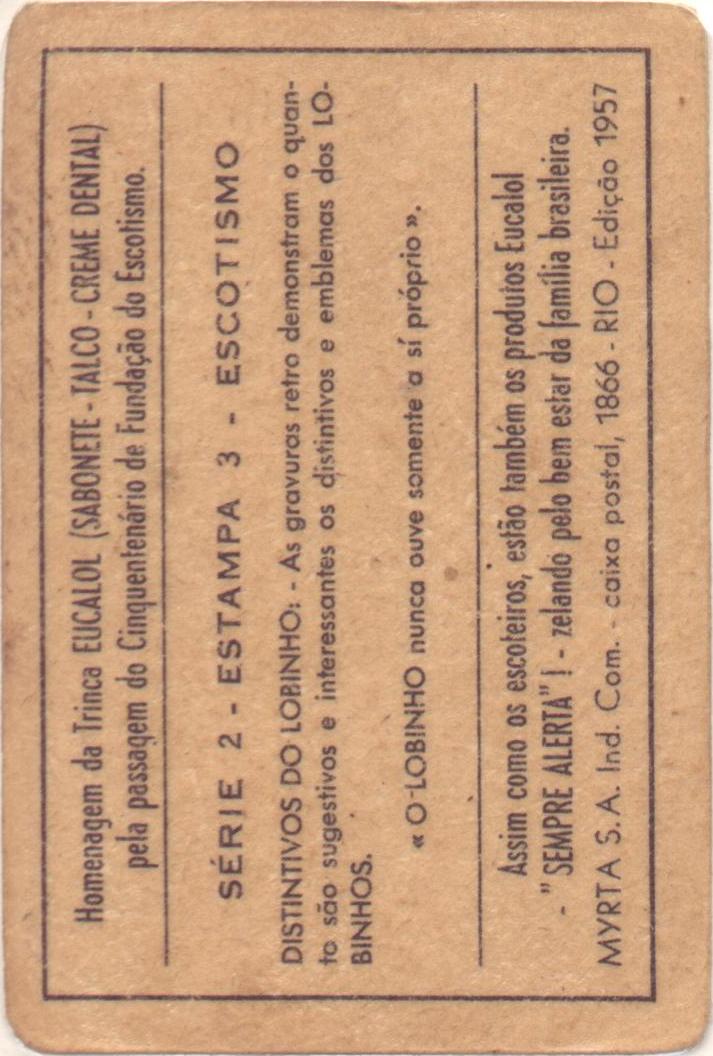 Homenagem da Trinca EUCALOL (SABONETE - TALCO - CREME DENTAL)
pela passagem do Cinquentenário de Fundação do Escotismo.
SÉRIE 2 - ESTAMPA 3 - ESCOTISMO
DISTINTIVOS DO LOBINHO: - As gravuras retro demonstram o quan-
to são sugestivos e interessantes os distintivos e emblemas dos LO-
BINHOS.
« O LOBINHO nunca ouve somente a sí próprio ».
Assim como os escoteiros, estão também os produtos Eucalol
- "SEMPRE ALERTA" ! - zelando pelo bem estar da família brasileira.
MYRTA S. A. Ind. Com. - caixa postal, 1866 - RIO - Edição 1957